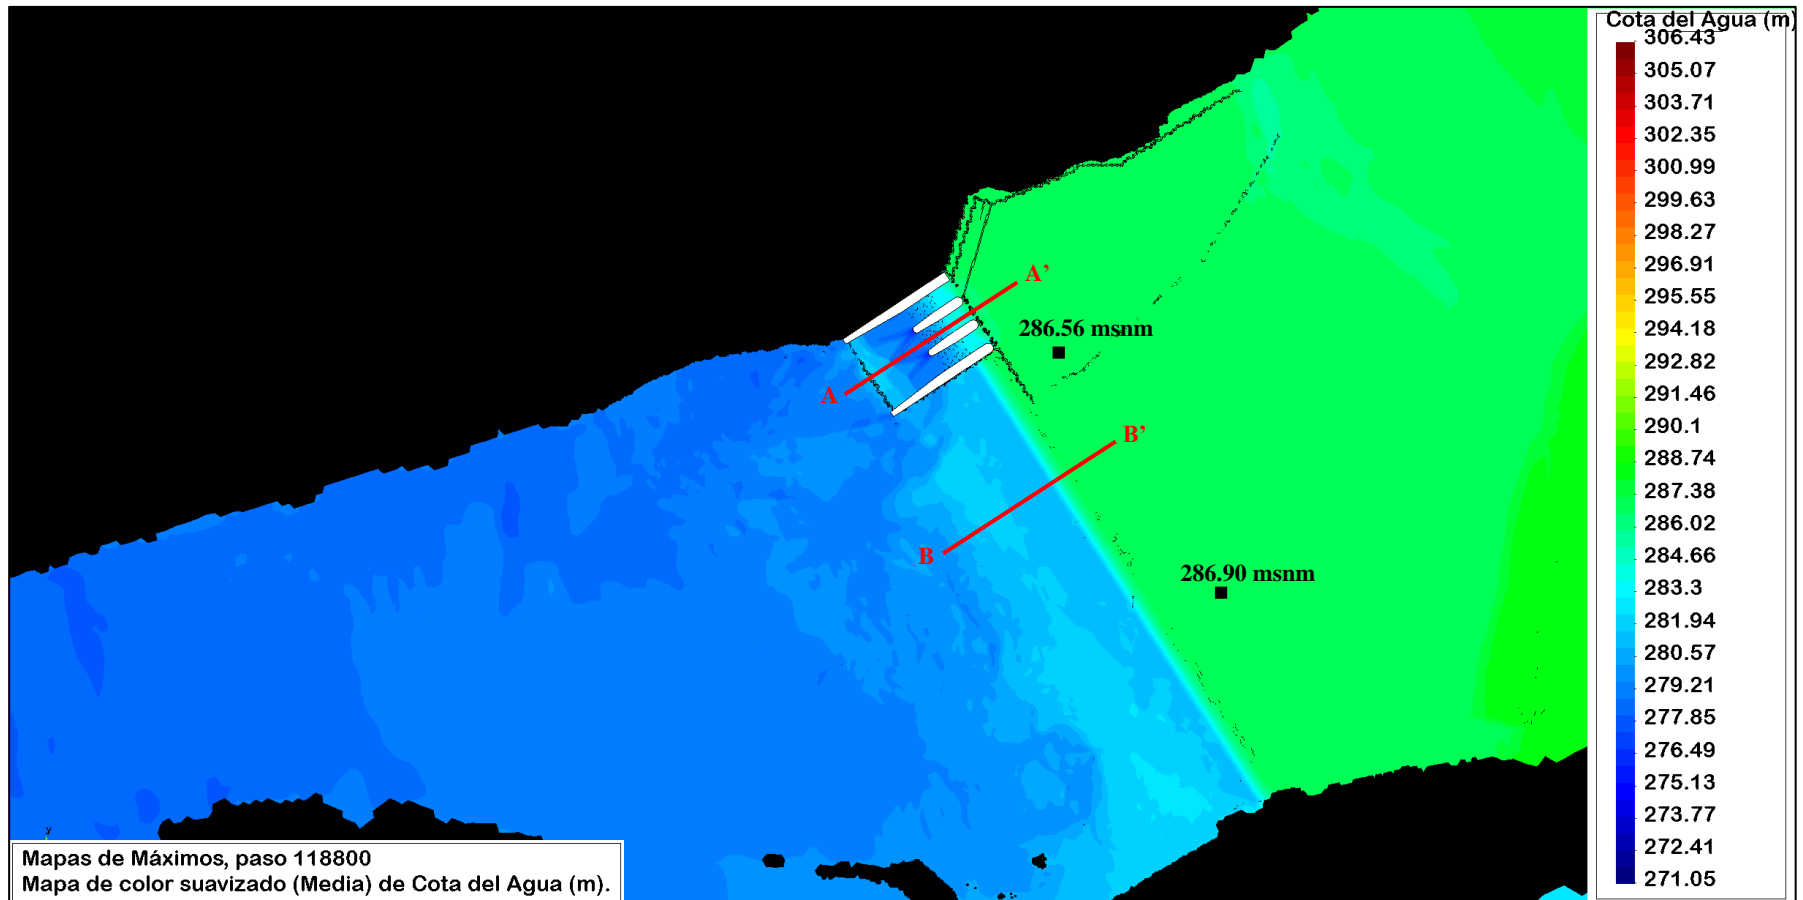 Cota del Agua (m)
306.43
305.07
303.71
302.35
300.99
299.63
298.27
296.91
295.55
294.18
292.82
291.46
290.1
288.74
287.38
286.02
284.66
283.3
281.94
280.57
279.21
277.85
276.49
275.13
273.77
272.41
271.05
A'
286.56 msnm
A
B'
B
286.90 msnm
y
Mapas de Máximos, paso 118800
Mapa de color suavizado (Media) de Cota del Agua (m).